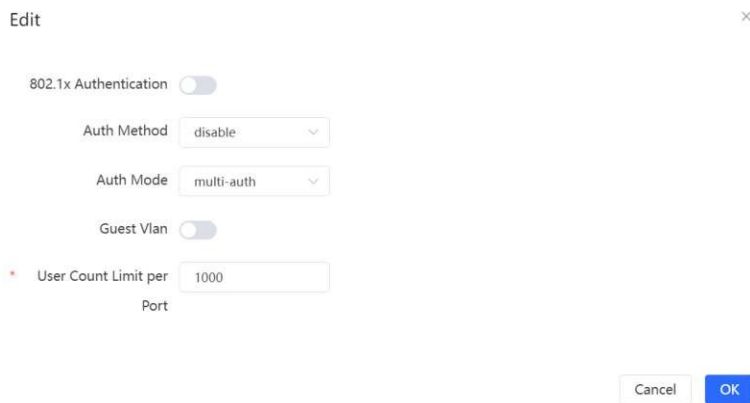 Edit
802.1x Authentication
Auth Method disable
Auth Mode multi-auth
Guest Vlan
* User Count Limit per 1000
Port
Cancel OK